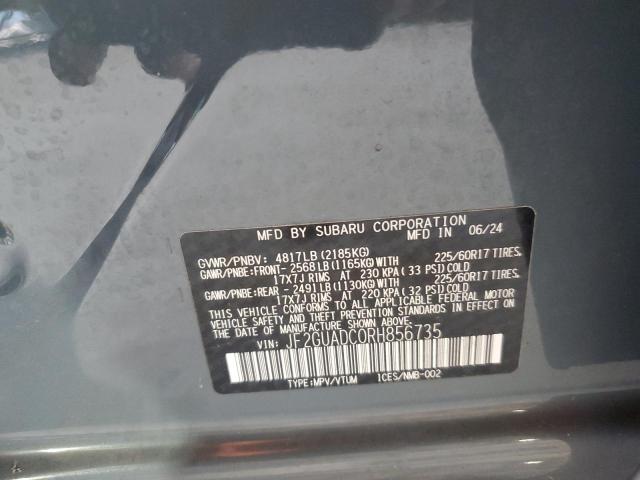 MFD BY SUBARU CORPORATION
MFD IN 06/24
GVWR/PNBV: 4817LB (2185KG)
GAWR/PNBE:FRONT- 2568LB (1165KG) WITH 225/60R17 TIRES,
17X7J RIMS AT 230 KPA (33 PSI) COLD
GAWR/PNBE:REAR - 2491LB (1130KG) WITH 225/60R17 TIRES,
17X7J RIMS AT 220 KPA (32 PSI) COLD
THIS VEHICLE CONFORMS TO ALL APPLICABLE FEDERAL MOTOR
VEHICLE SAFETY AND BUMPER STANDARDS IN EFFECT ON THE
DATE OF MANUFACTURE SHOWN ABOVE.
VIN: JF2GUADC0RH856735
TYPE:MPV/VTUM ICES/NMB-002